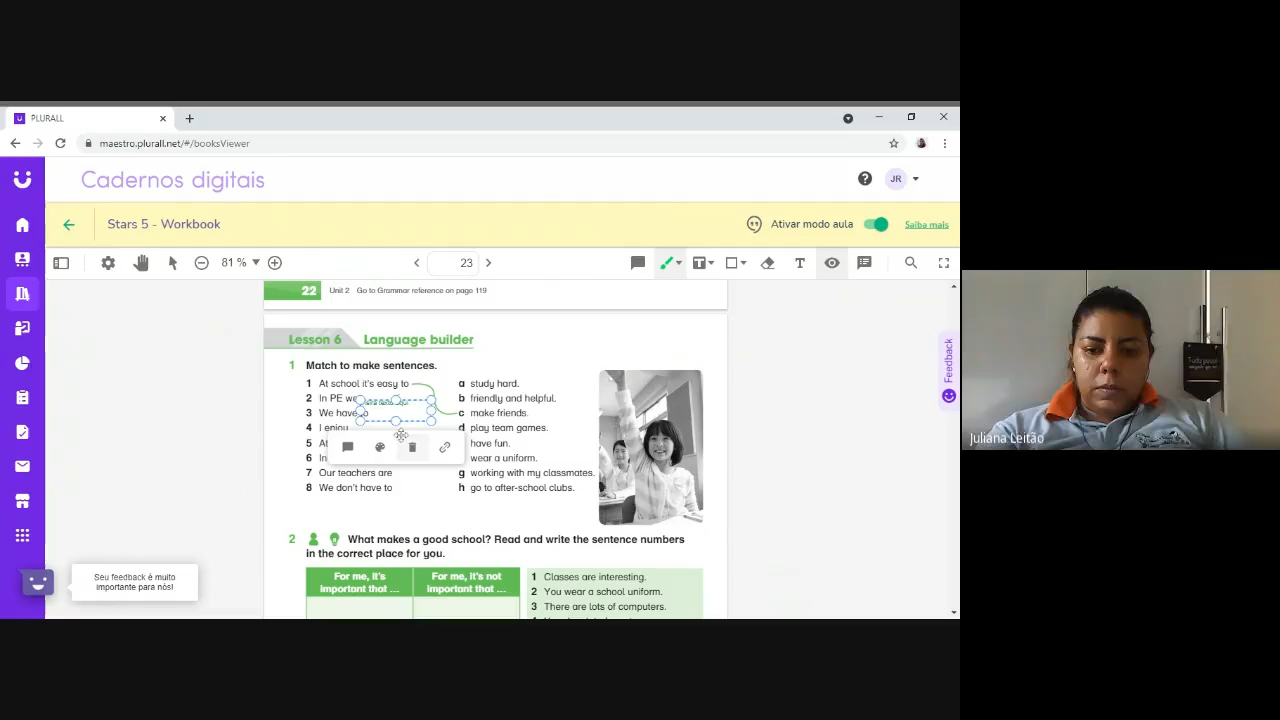 PLURALL
maestro.plurall.net/#/booksViewer
Cadernos digitais
JR
Stars 5 - Workbook
Ativar modo aula
Saiba mais
81 %
23
22 Unit 2 Go to Grammar reference on page 119
Lesson 6 Language builder
1 Match to make sentences.
1 At school it's easy to
2 In PE we
3 We have to
4 I enjoy
5 At
6 In
7 Our teachers are
8 We don't have to
a study hard.
b friendly and helpful.
c make friends.
d play team games.
have fun.
wear a uniform.
g working with my classmates.
h go to after-school clubs.
2 What makes a good school? Read and write the sentence numbers
in the correct place for you.
For me, it's
important that ...
For me, it's not
important that ...
1 Classes are interesting.
2 You wear a school uniform.
3 There are lots of computers.
Feedback
Seu feedback é muito
importante para nós!
Juliana Leitão